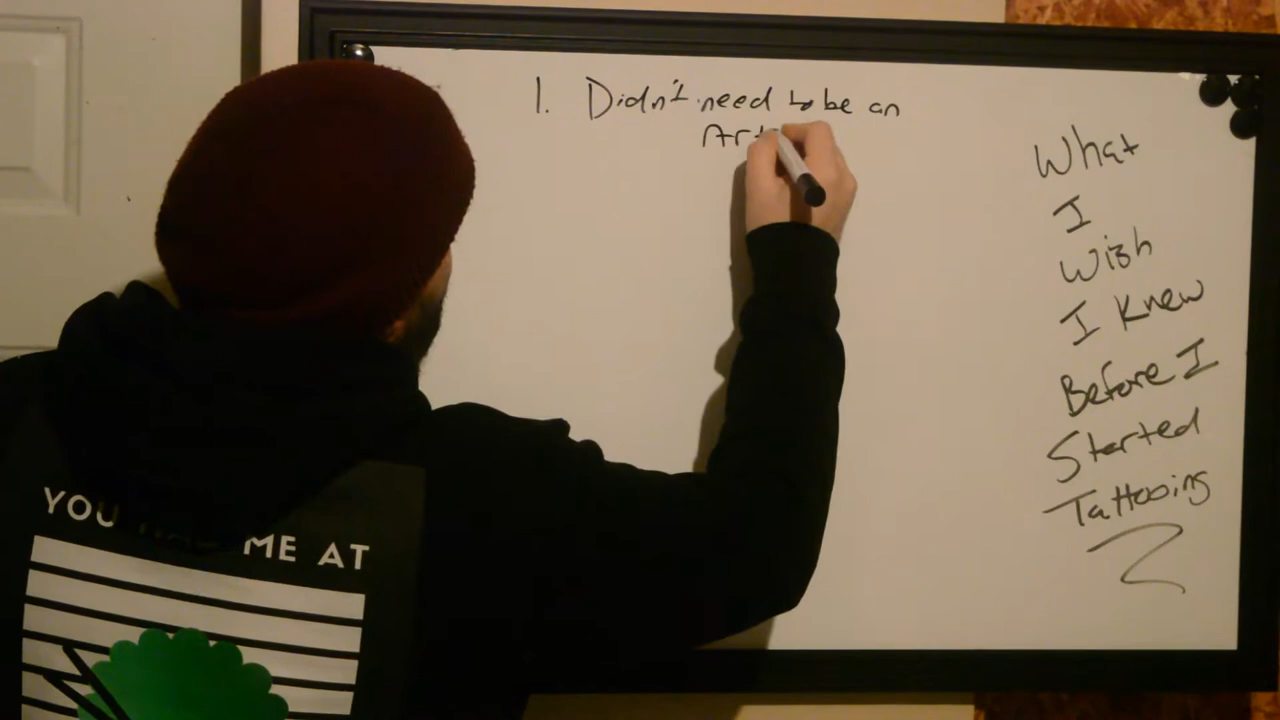 1. Didn't need to be an
Art
What
I
Wish
I Knew
Before I
Started
Tattooing
YOU ME AT